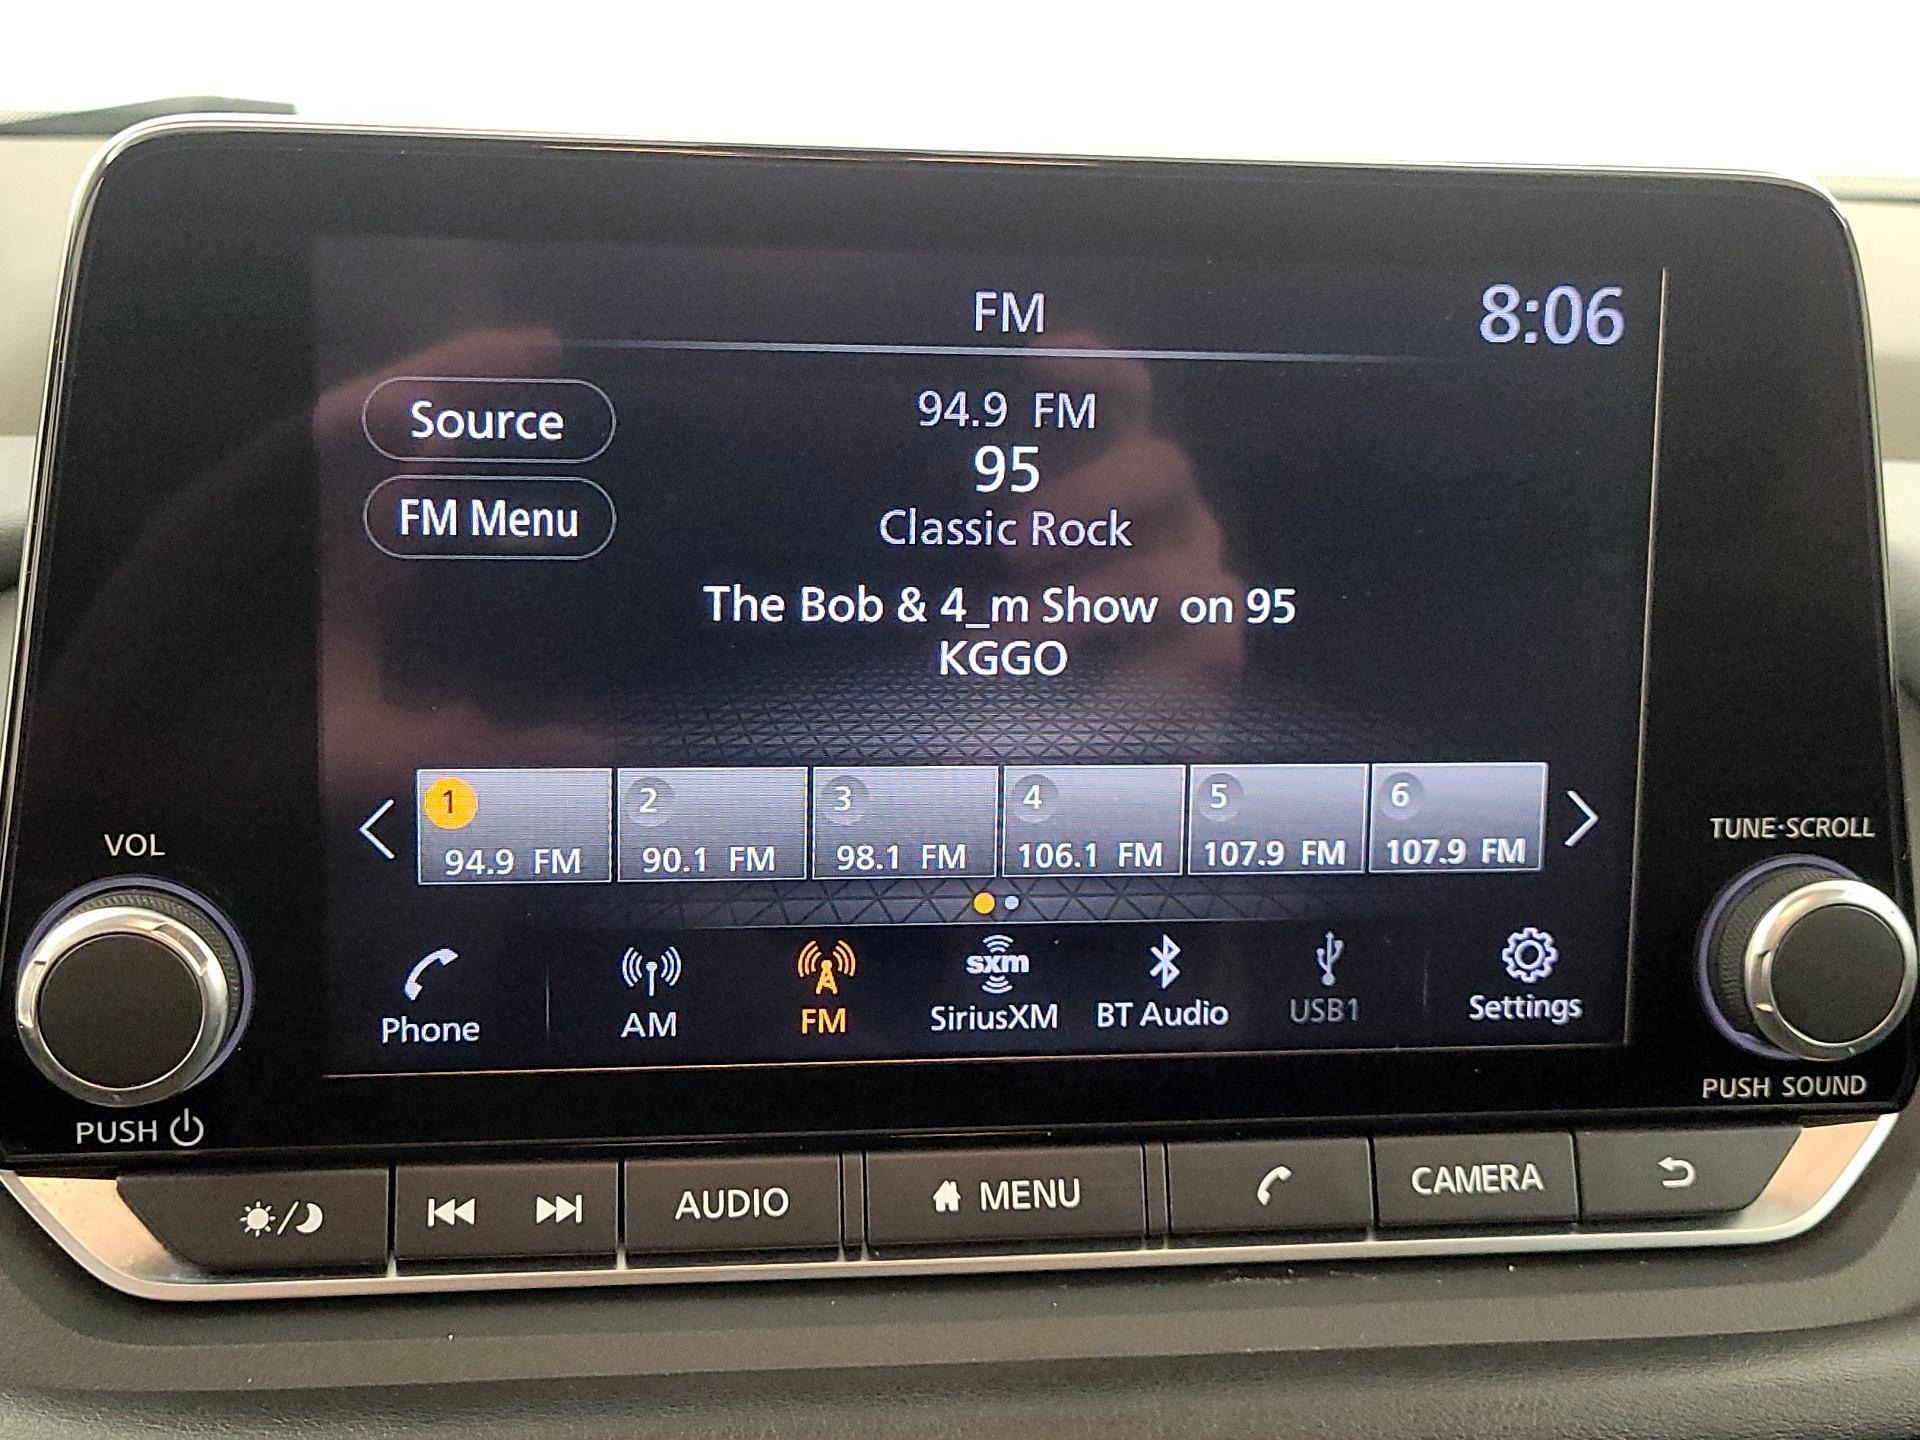 FM
8:06
Source
94.9 FM
95
FM Menu
Classic Rock
The Bob & 4_m Show on 95
KGGO
1
2
3
4
5
6
94.9 FM
90.1 FM
98.1 FM
106.1 FM
107.9 FM
107.9 FM
VOL
TUNE·SCROLL
sxm
Phone
AM
FM
SiriusXM
BT Audio
USB1
Settings
PUSH
PUSH SOUND
AUDIO
MENU
CAMERA